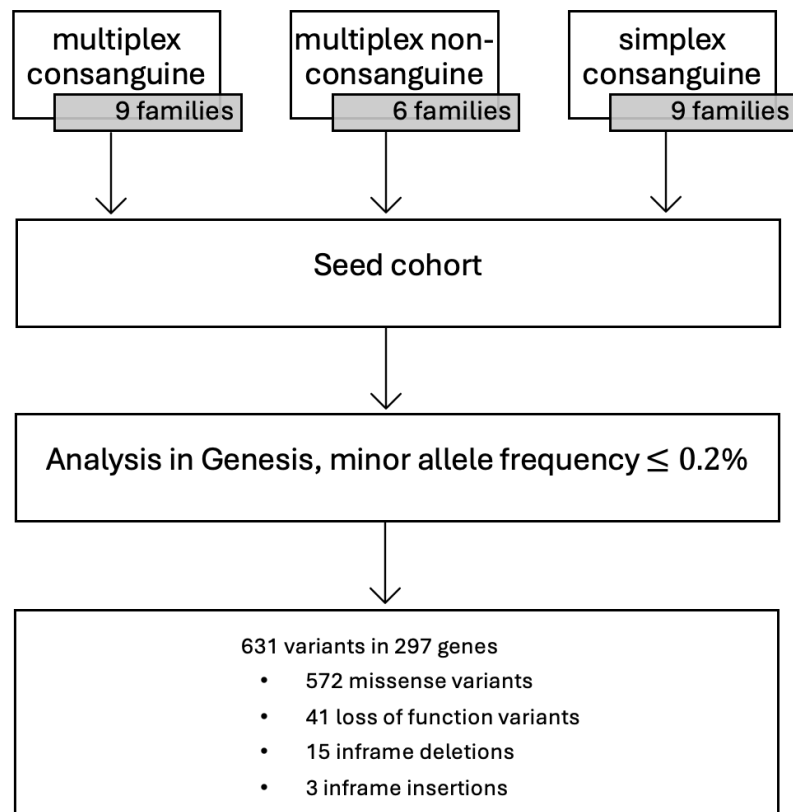 multiplex
consanguine
9 families
multiplex non-
consanguine
6 families
simplex
consanguine
9 families
Seed cohort
Analysis in Genesis, minor allele frequency ≤ 0.2%
631 variants in 297 genes
• 572 missense variants
• 41 loss of function variants
• 15 inframe deletions
• 3 inframe insertions